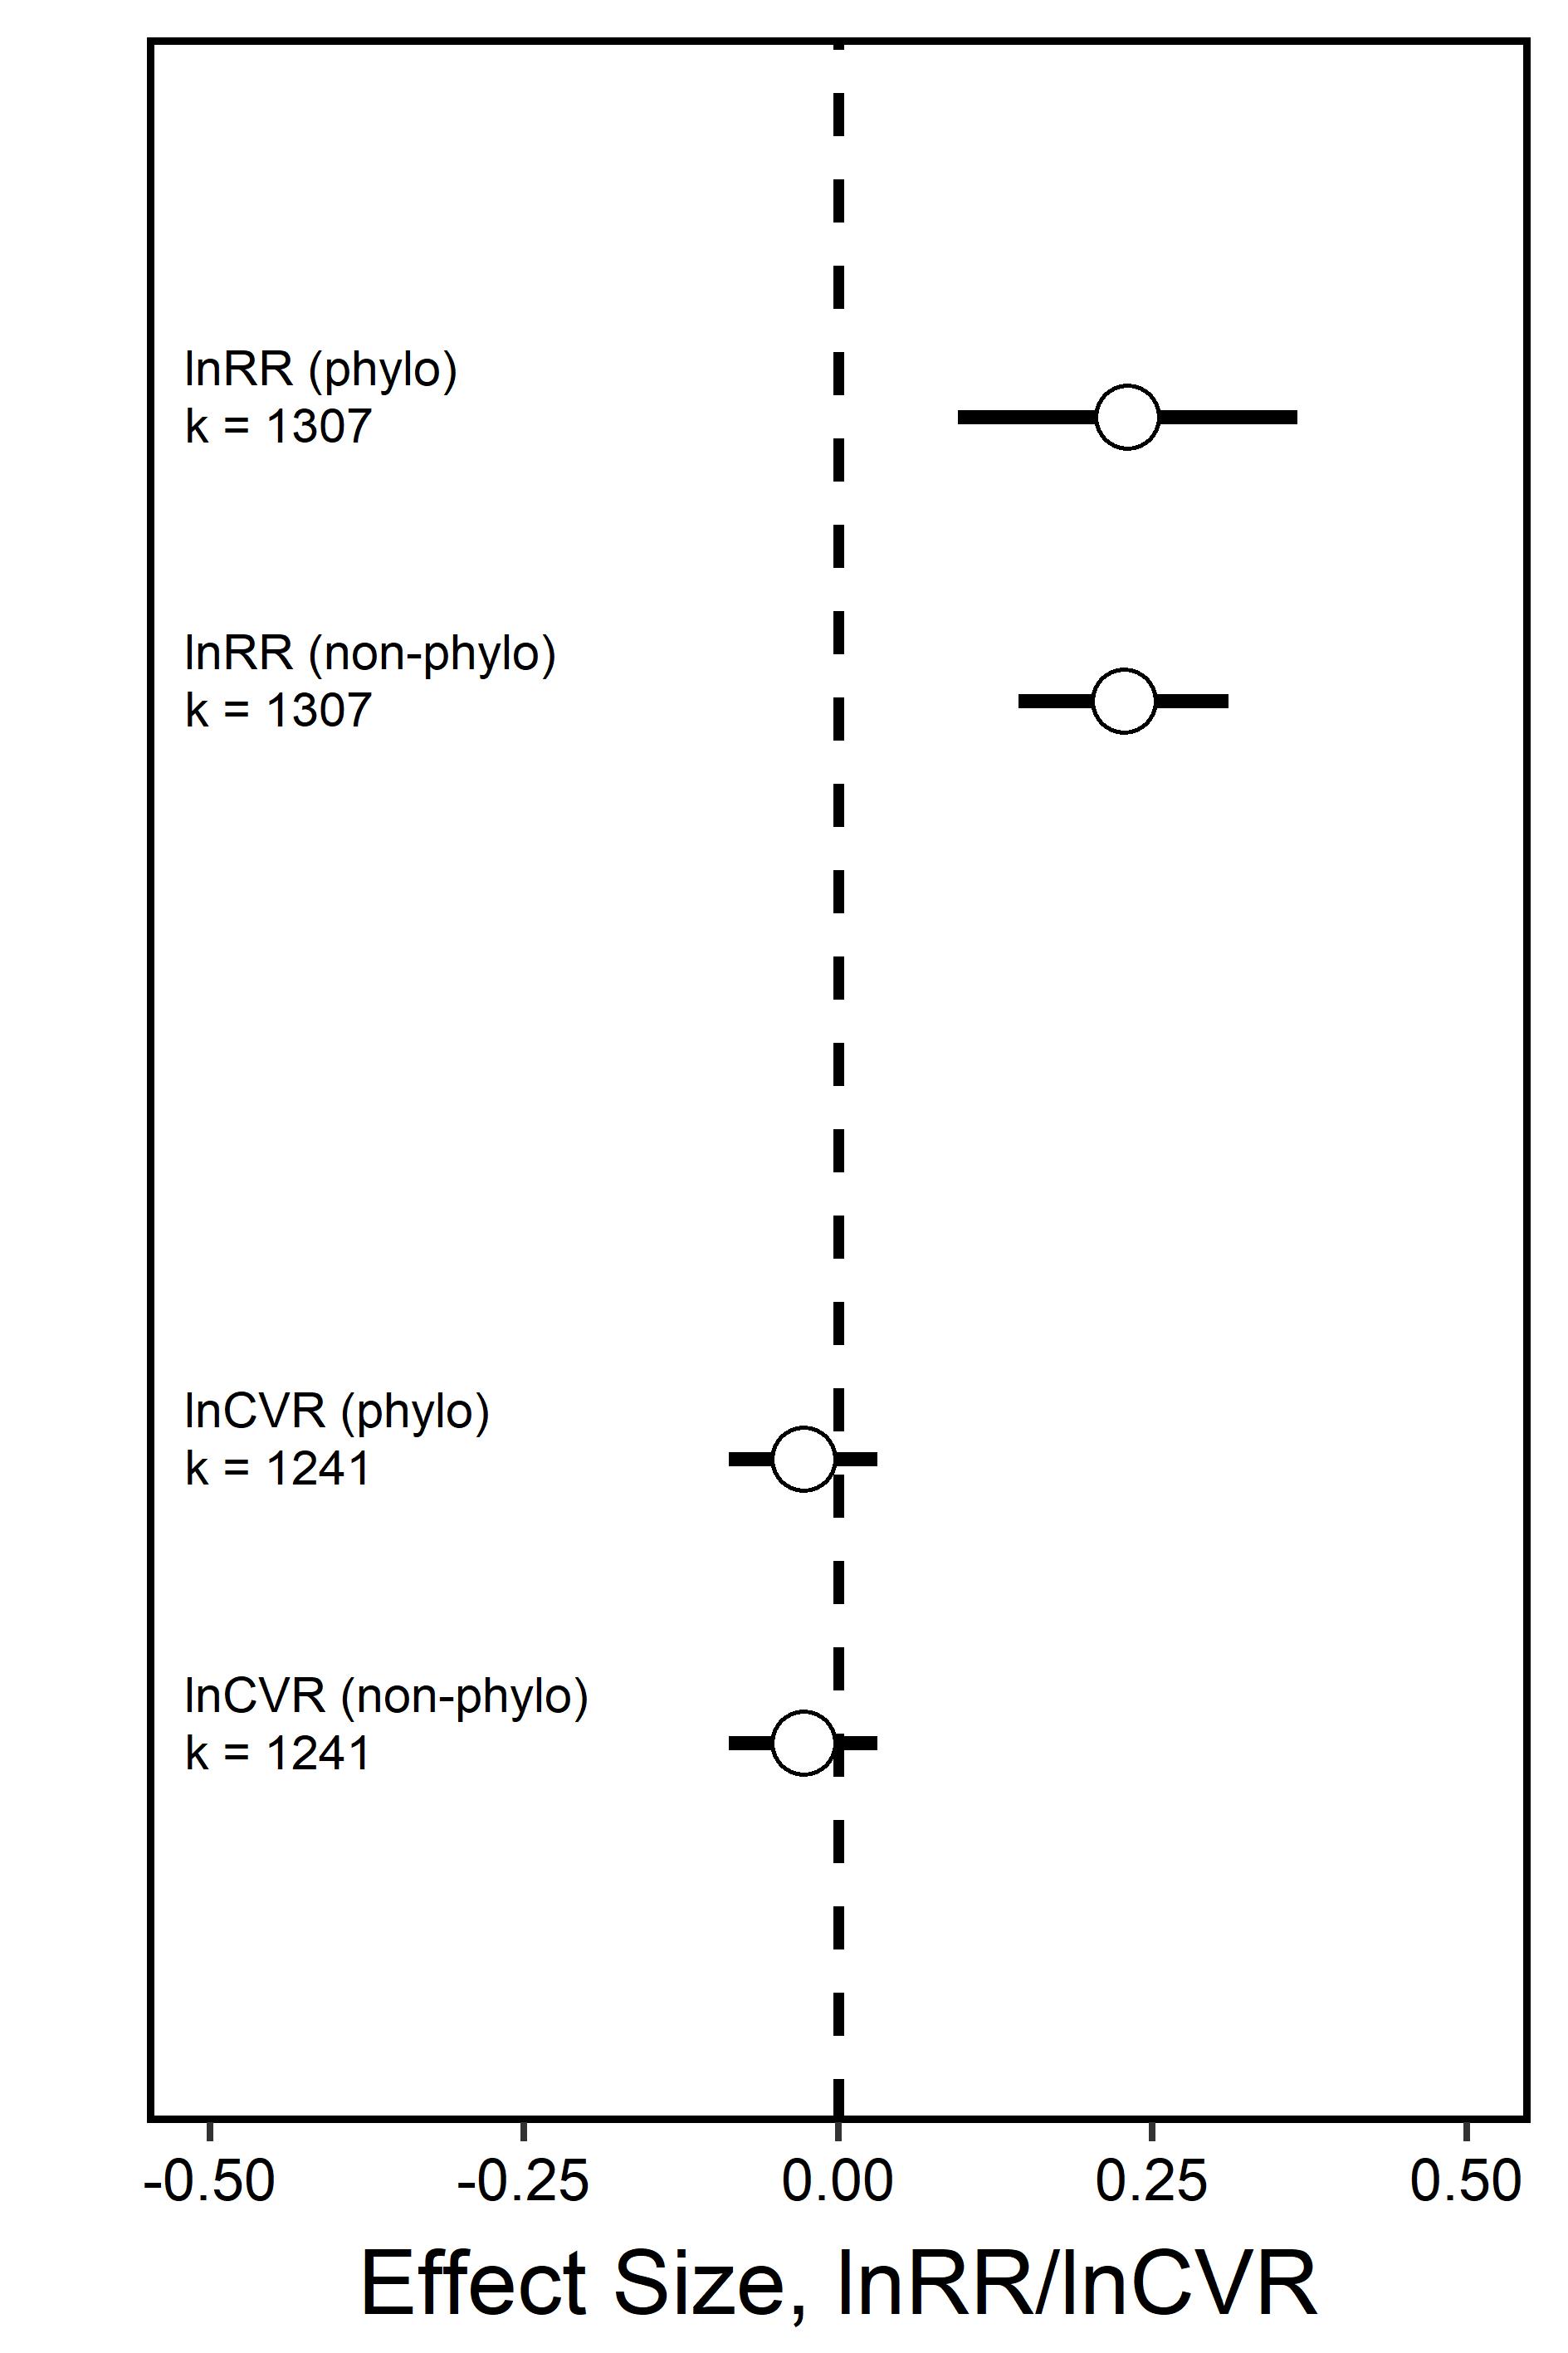 lnRR (phylo)
k = 1307
lnRR (non-phylo)
k = 1307
lnCVR (phylo)
k = 1241
lnCVR (non-phylo)
k = 1241
-0.50 -0.25 0.00 0.25 0.50
Effect Size, lnRR/lnCVR